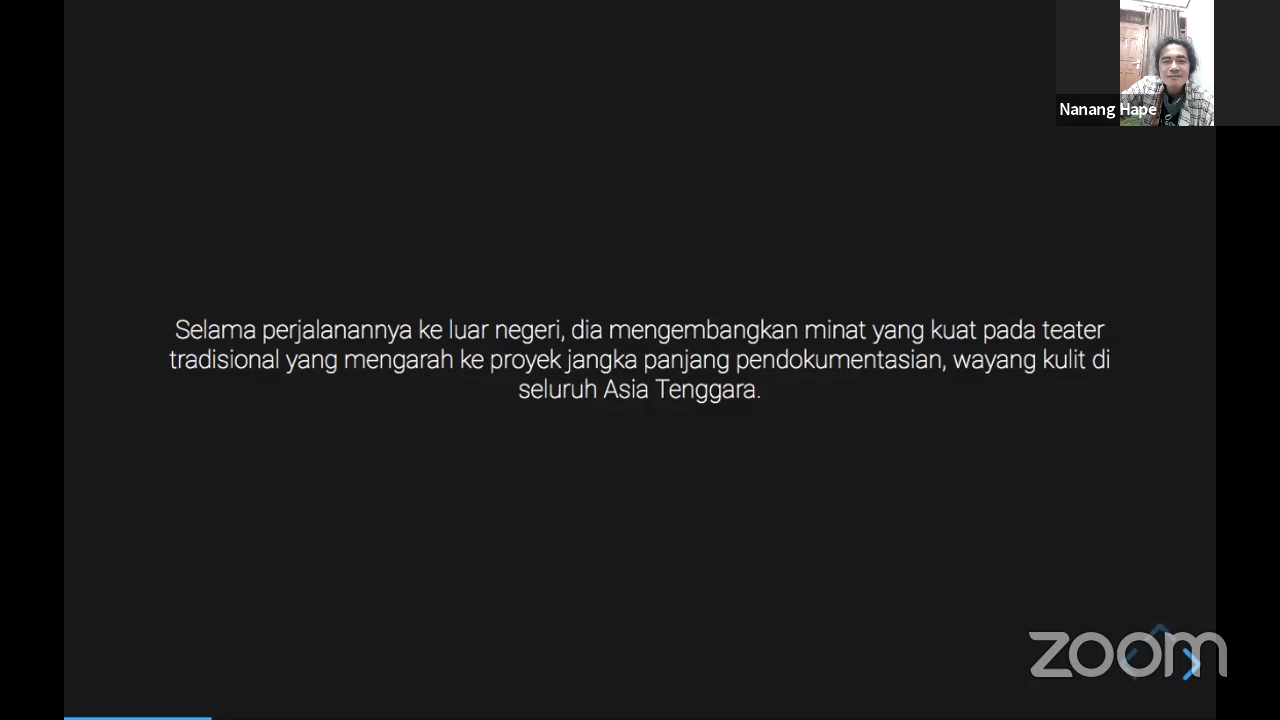 Nanang Hape
Selama perjalanannya ke luar negeri, dia mengembangkan minat yang kuat pada teater
tradisional yang mengarah ke proyek jangka panjang pendokumentasian, wayang kulit di
seluruh Asia Tenggara.
zoom